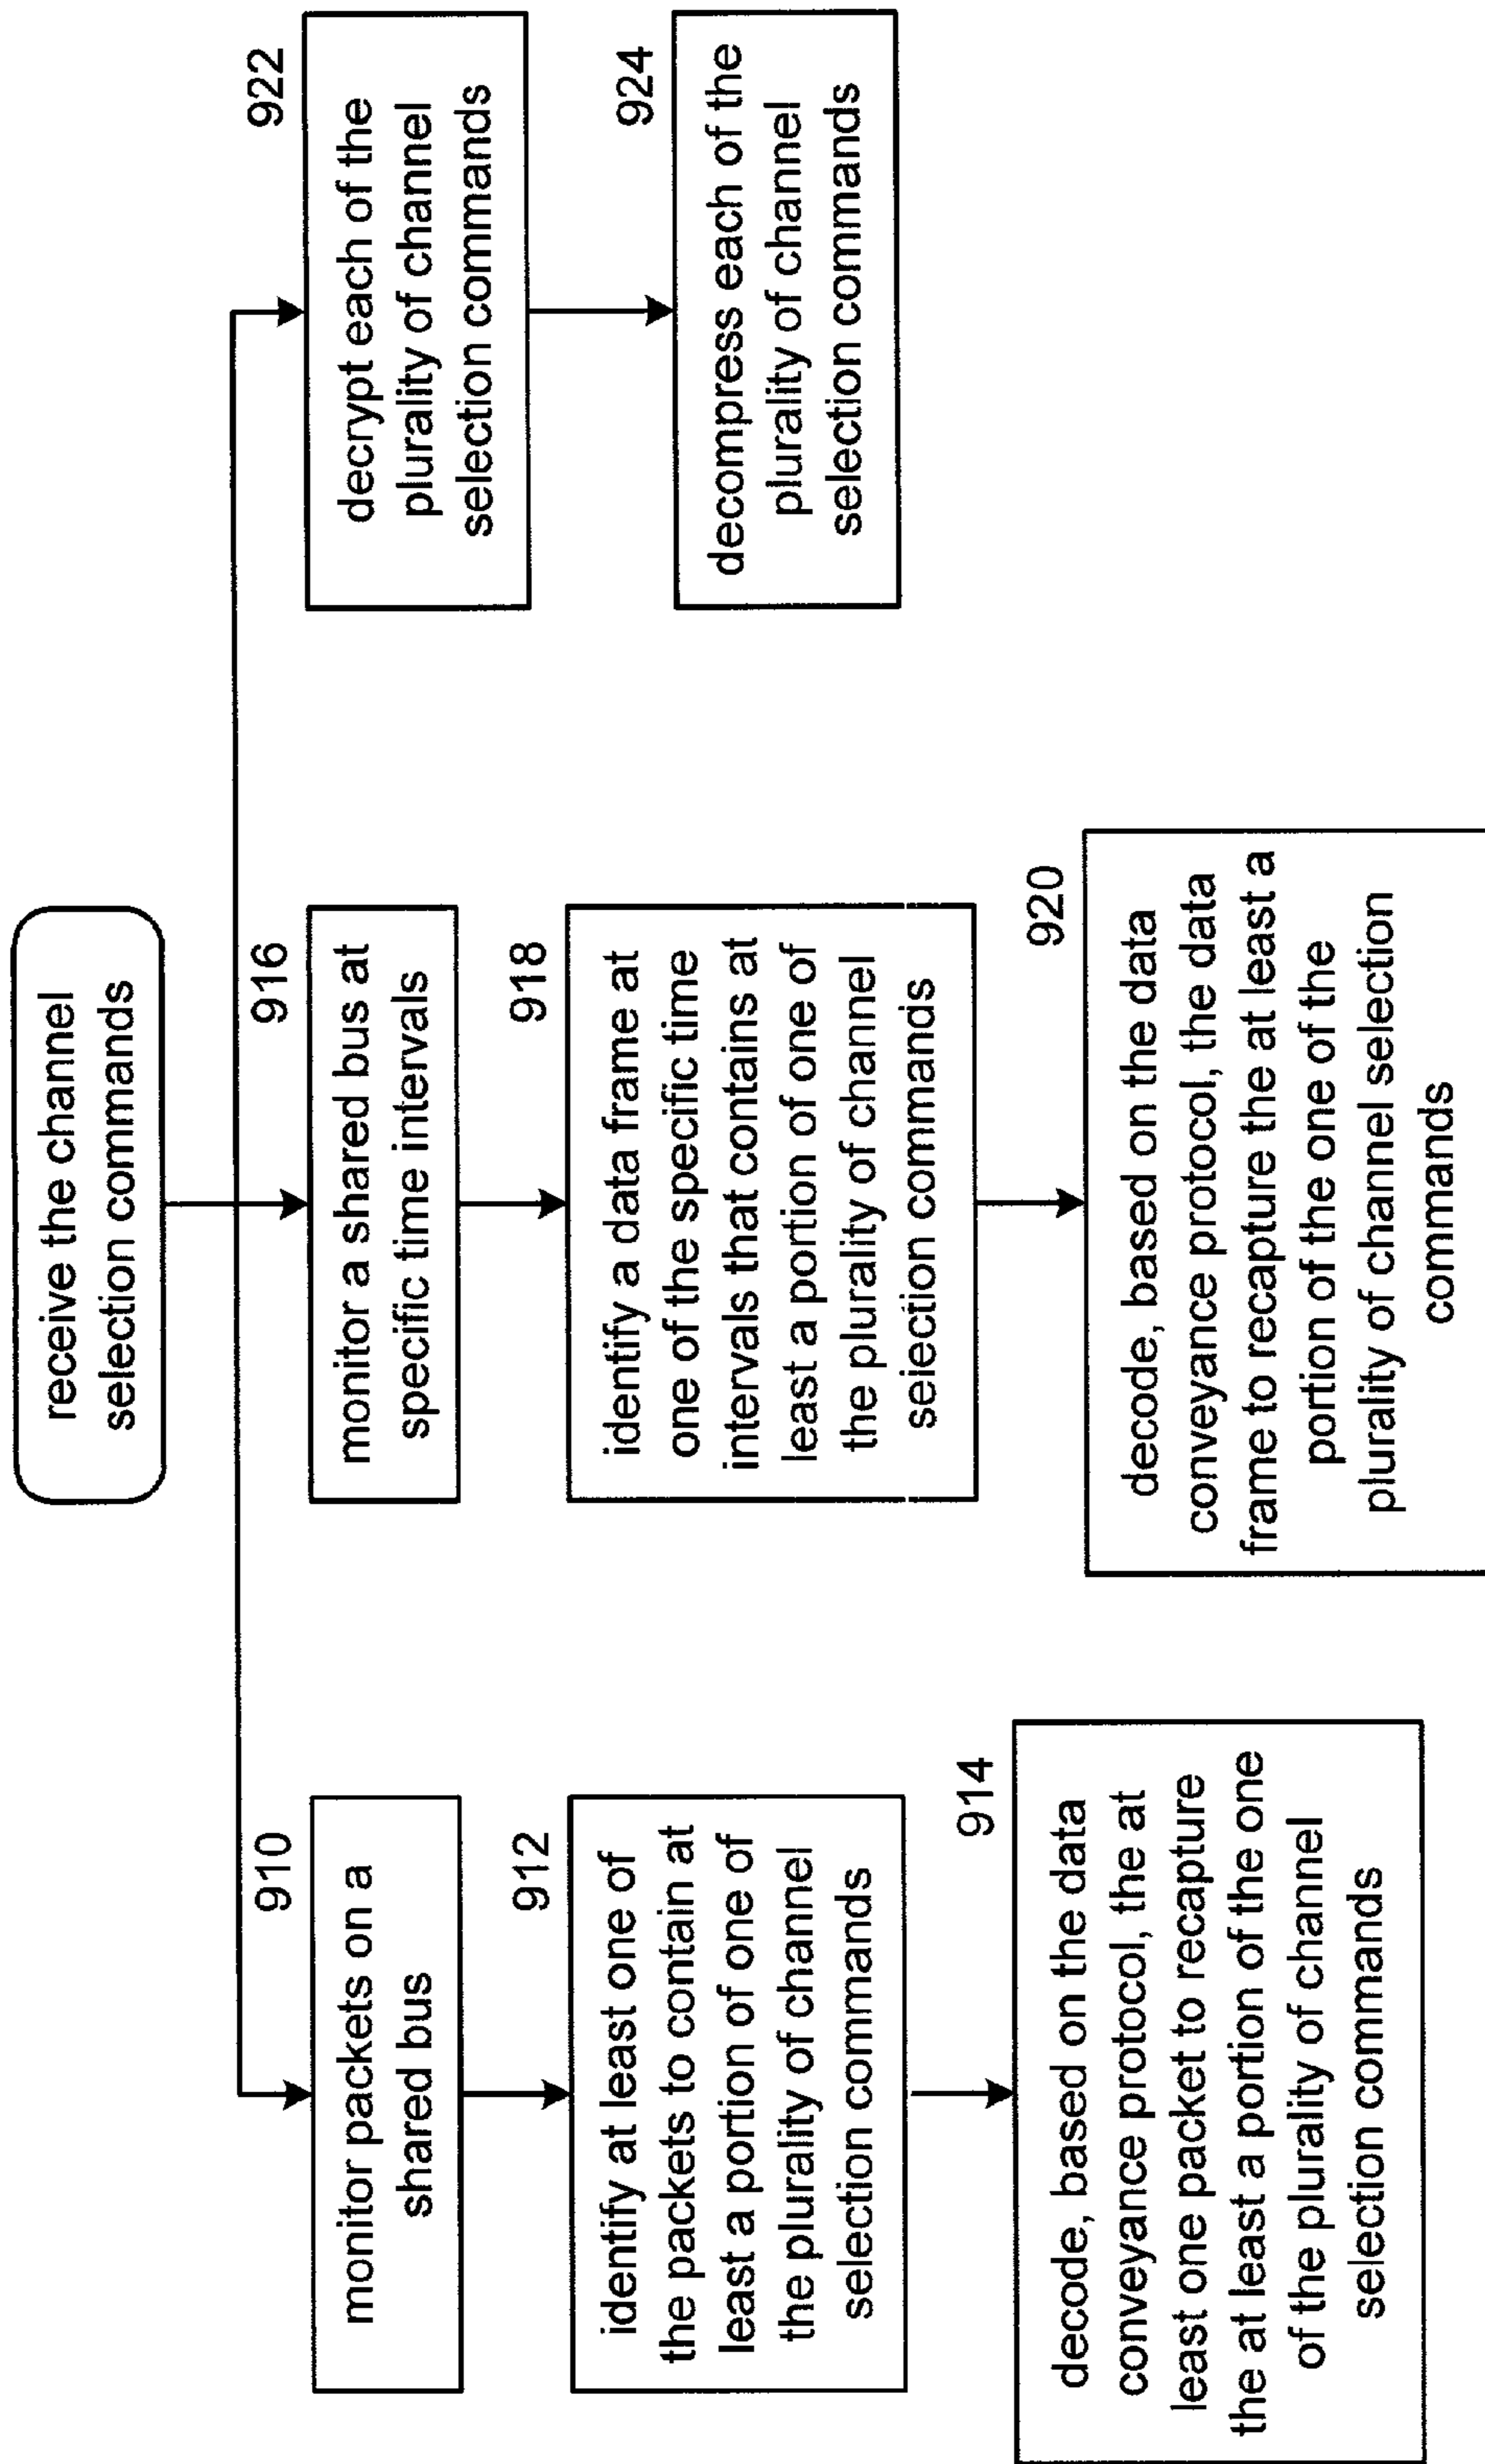 receive the channel
selection commands
910
monitor packets on a
shared bus
912
identify at least one of
the packets to contain at
least a portion of one of
the plurality of channel
selection commands
914
decode, based on the data
conveyance protocol, the at
least one packet to recapture
the at least a portion of the one
of the plurality of channel
selection commands
916
monitor a shared bus at
specific time intervals
918
identify a data frame at
one of the specific time
intervals that contains at
least a portion of one of
the plurality of channel
selection commands
920
decode, based on the data
conveyance protocol, the data
frame to recapture the at least a
portion of the one of the
plurality of channel selection
commands
922
decrypt each of the
plurality of channel
selection commands
924
decompress each of the
plurality of channel
selection commands